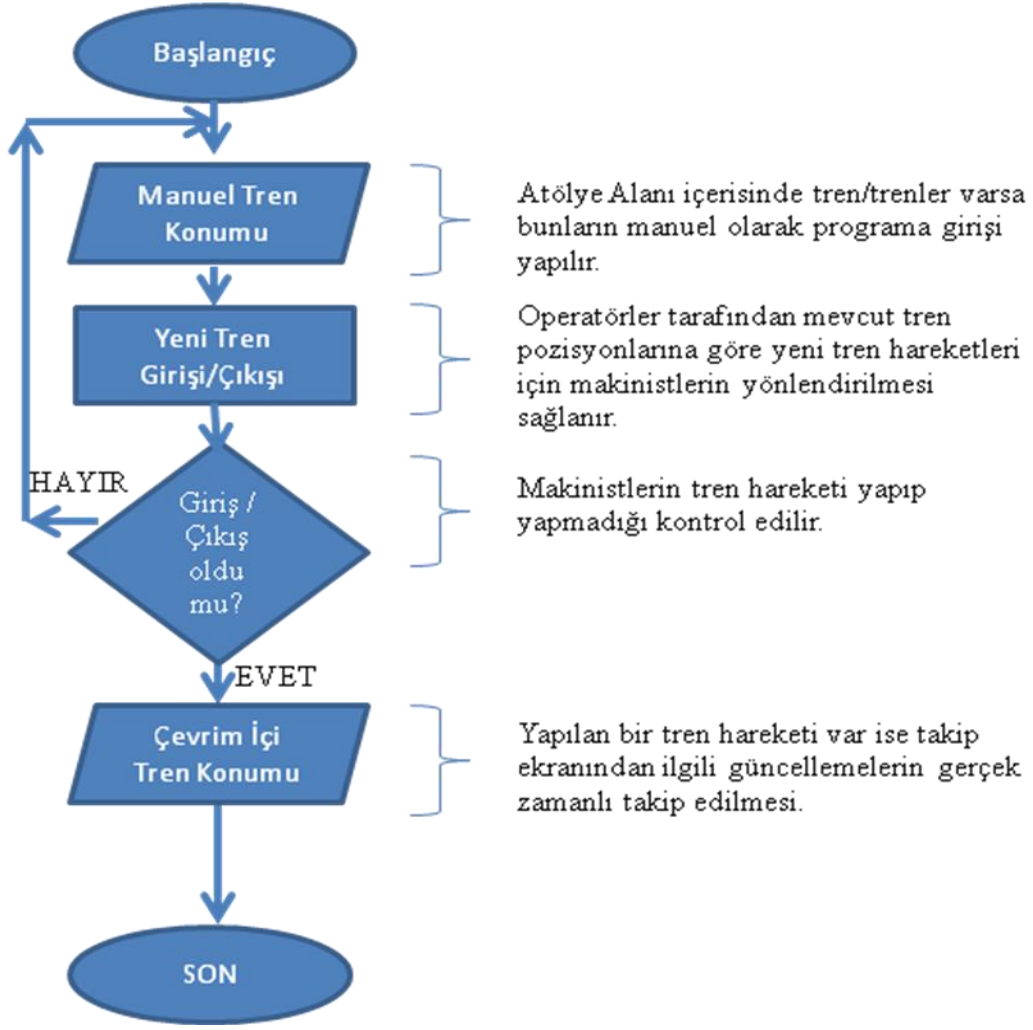 Başlangıç
Manuel Tren
Konumu
Atölye Alanı içerisinde tren/trenler varsa
bunların manuel olarak programa girişi
yapılır.
Yeni Tren
Girişi/Çıkışı
Operatörler tarafından mevcut tren
pozisyonlarına göre yeni tren hareketleri
için makinistlerin yönlendirilmesi
sağlanır.
HAYIR
Giriş /
Çıkış
oldu
mu?
Makinistlerin tren hareketi yapıp
yapmadığı kontrol edilir.
EVET
Çevrim İçi
Tren Konumu
Yapılan bir tren hareketi var ise takip
ekranından ilgili güncellemelerin gerçek
zamanlı takip edilmesi.
SON